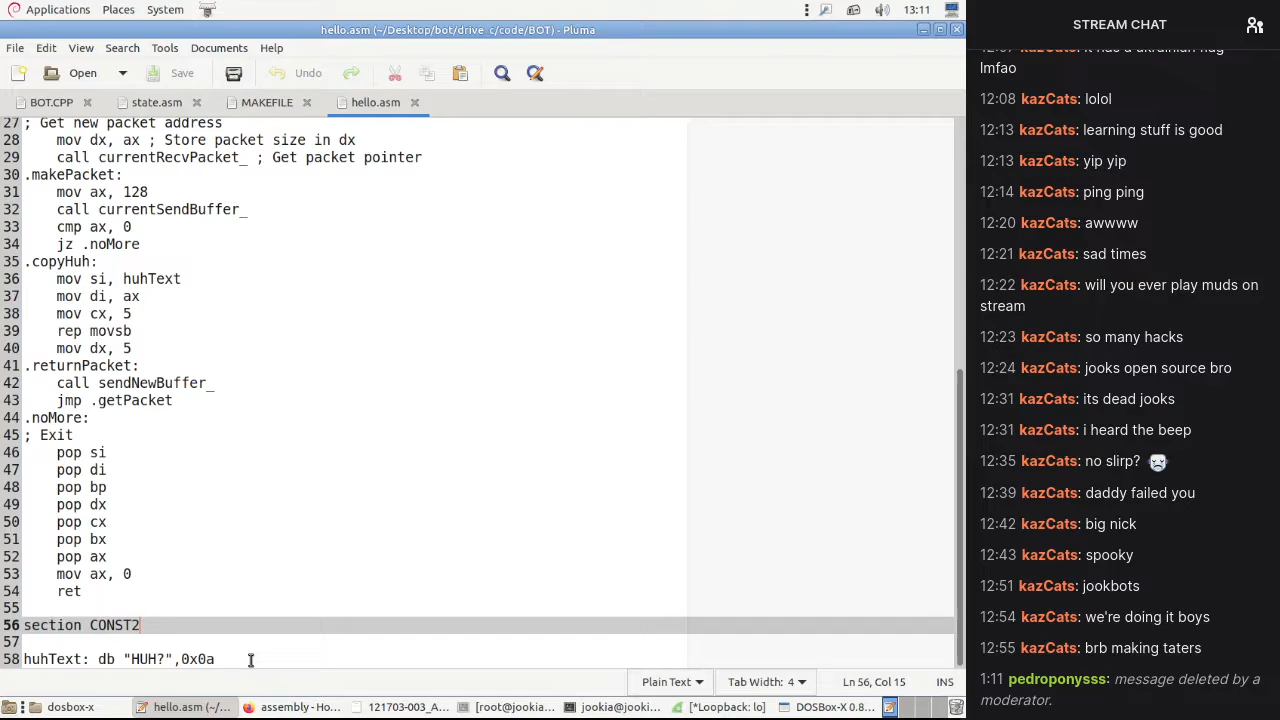 Applications Places System 13:11
hello.asm (~/Desktop/bot/drive_c/code/BOT) - Pluma
File Edit View Search Tools Documents Help
Open Save Undo
BOT.CPP state.asm MAKEFILE hello.asm
27 ; Get new packet address
28 mov dx, ax ; Store packet size in dx
29 call currentRecvPacket_ ; Get packet pointer
30 .makePacket:
31 mov ax, 128
32 call currentSendBuffer_
33 cmp ax, 0
34 jz .noMore
35 .copyHuh:
36 mov si, huhText
37 mov di, ax
38 mov cx, 5
39 rep movsb
40 mov dx, 5
41 .returnPacket:
42 call sendNewBuffer_
43 jmp .getPacket
44 .noMore:
45 ; Exit
46 pop si
47 pop di
48 pop bp
49 pop dx
50 pop cx
51 pop bx
52 pop ax
53 mov ax, 0
54 ret
55
56 section CONST2
57
58 huhText: db "HUH?",0x0a
Plain Text Tab Width: 4 Ln 56, Col 15 INS
dosbox-x hello.asm (~/... assembly-Ho... 121703-003_A... [root@jookia... jookia@jooki... [*Loopback: lo] DOSBox-X 0.8...
STREAM CHAT
lmfao
12:08 kazCats: lolol
12:13 kazCats: learning stuff is good
12:13 kazCats: yip yip
12:14 kazCats: ping ping
12:20 kazCats: awwww
12:21 kazCats: sad times
12:22 kazCats: will you ever play muds on
stream
12:23 kazCats: so many hacks
12:24 kazCats: jooks open source bro
12:31 kazCats: its dead jooks
12:31 kazCats: i heard the beep
12:35 kazCats: no slirp?
12:39 kazCats: daddy failed you
12:42 kazCats: big nick
12:43 kazCats: spooky
12:51 kazCats: jookbots
12:54 kazCats: we're doing it boys
12:55 kazCats: brb making taters
1:11 pedroponysss: message deleted by a
moderator.